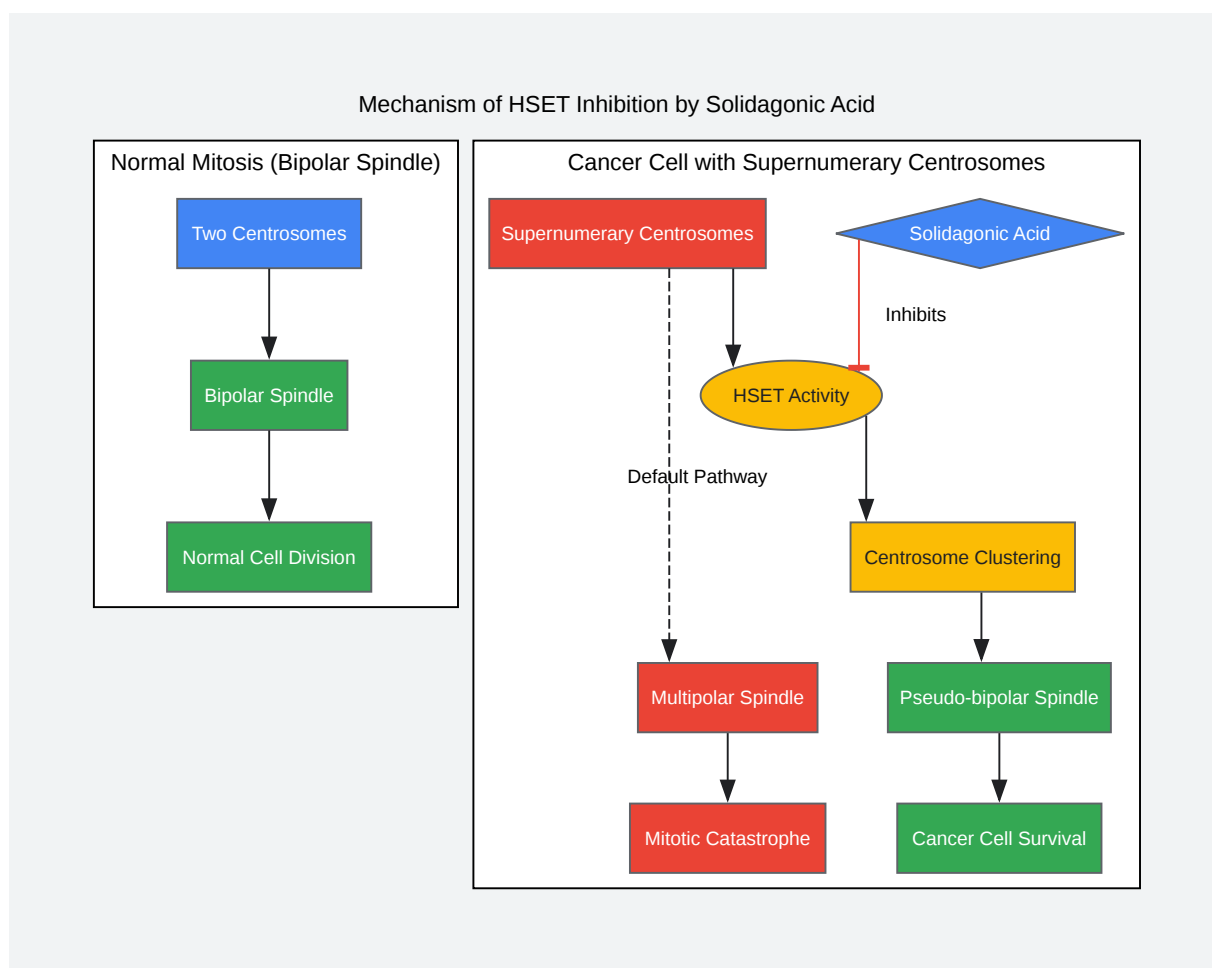 Mechanism of HSET Inhibition by Solidagonic Acid
Normal Mitosis (Bipolar Spindle)
Two Centrosomes
Bipolar Spindle
Normal Cell Division
Cancer Cell with Supernumerary Centrosomes
Supernumerary Centrosomes
Solidagonic Acid
Inhibits
HSET Activity
Default Pathway
Centrosome Clustering
Multipolar Spindle
Pseudo-bipolar Spindle
Mitotic Catastrophe
Cancer Cell Survival